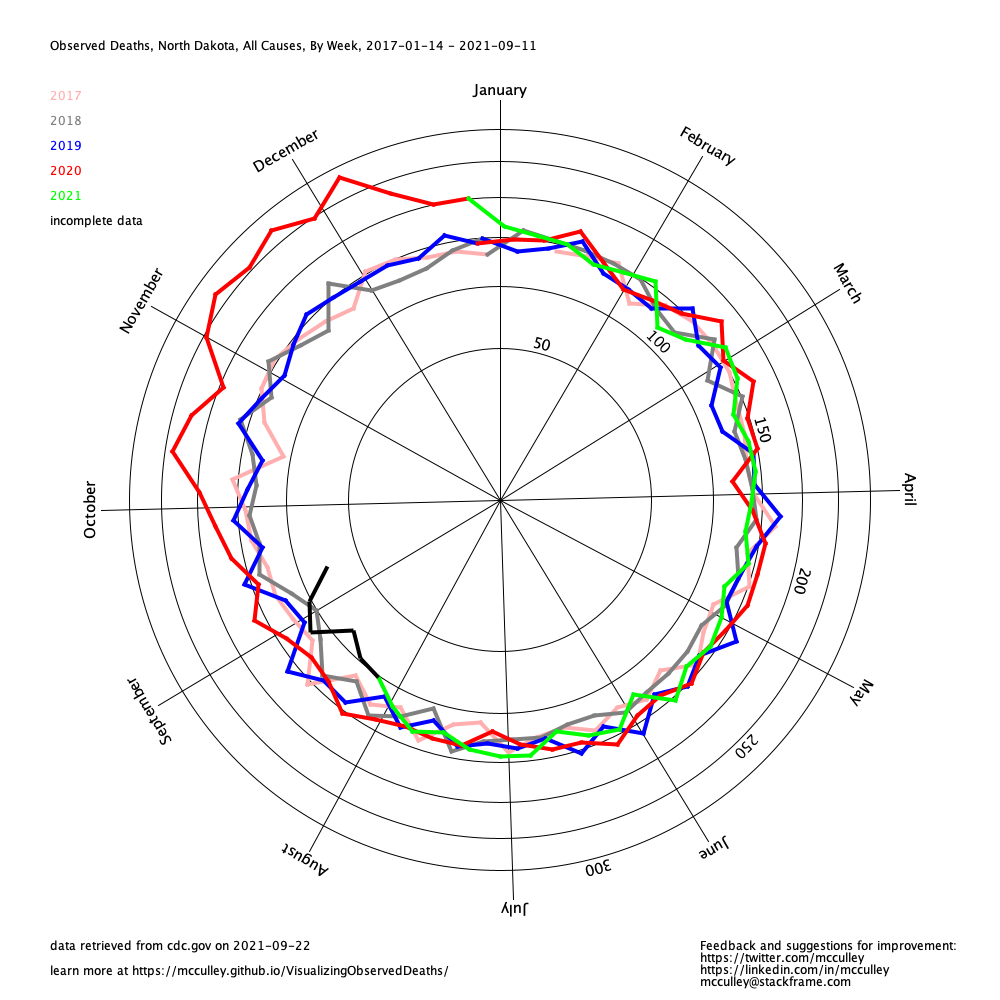 Observed Deaths, North Dakota, All Causes, By Week, 2017-01-14 - 2021-09-11
January
2017
2018
2019
2020
2021
incomplete data
December
February
November
March
50
100
150
October
April
200
September
May
250
August
June
300
July
data retrieved from cdc.gov on 2021-09-22
learn more at https://mcculley.github.io/VisualizingObservedDeaths/
Feedback and suggestions for improvement:
https://twitter.com/mcculley
https://linkedin.com/in/mcculley
mcculley@stackframe.com